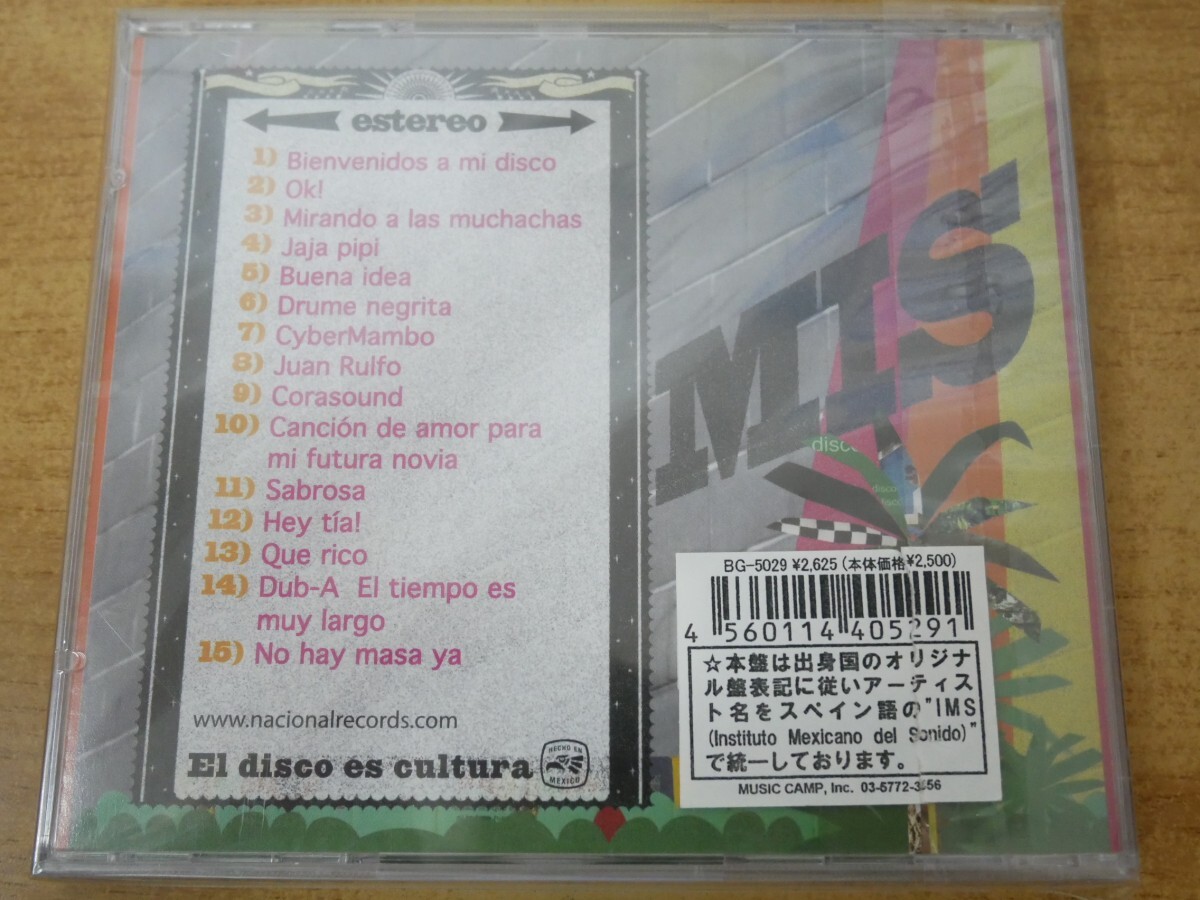 estereo
1) Bienvenidos a mi disco
2) Ok!
3) Mirando a las muchachas
4) Jaja pipi
5) Buena idea
6) Drume negrita
7) CyberMambo
8) Juan Rulfo
9) Corasound
10) Canción de amor para
mi futura novia
11) Sabrosa
12) Hey tía!
13) Que rico
14) Dub-A El tiempo es
muy largo
15) No hay masa ya
www.nacionalrecords.com
El disco es cultura
HECHO EN
MEXICO
MIS
disco
BG-5029 ¥2,625 (本体価格¥2,500)
4 560114 405291
☆本盤は出身国のオリジナ
ル盤表記に従いアーティス
ト名をスペイン語の"IMS
(Instituto Mexicano del Sonido)"
で統一しております。
MUSIC CAMP, Inc. 03-5772-